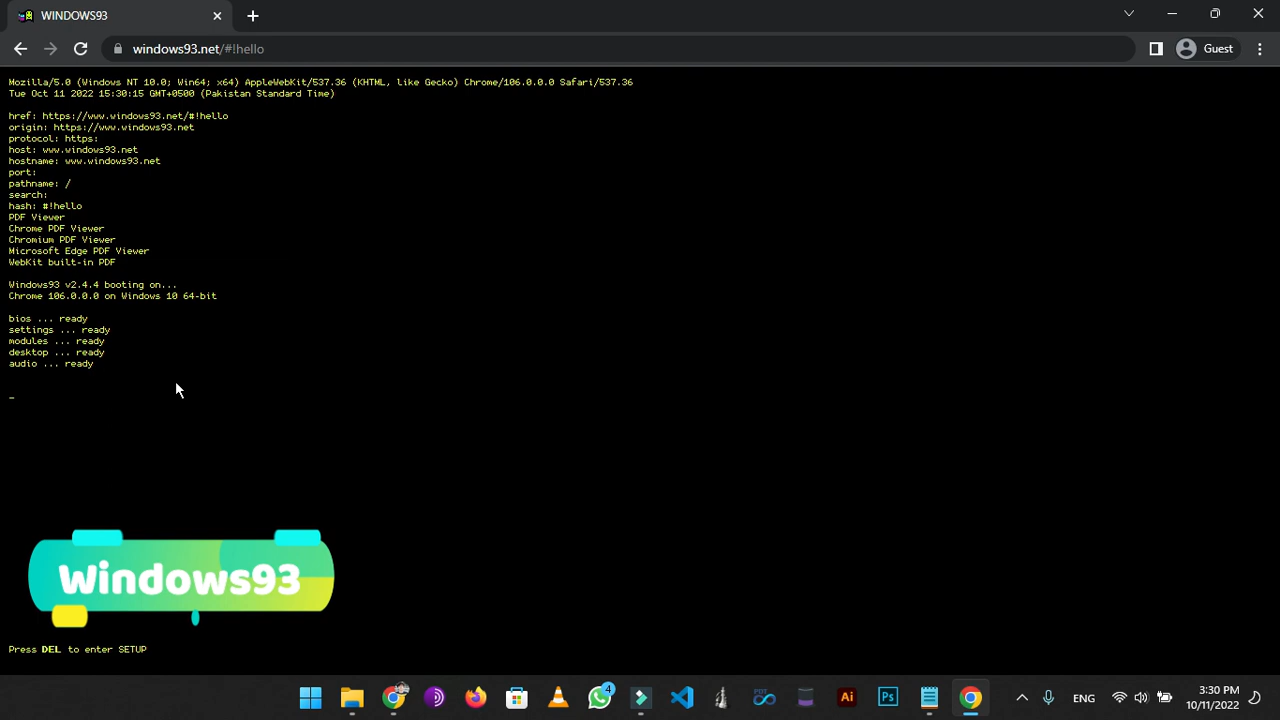 WINDOWS93
windows93.net/#!hello
Guest
Mozilla/5.0 (Windows NT 10.0; Win64; x64) AppleWebKit/537.36 (KHTML, like Gecko) Chrome/106.0.0.0 Safari/537.36
Tue Oct 11 2022 15:30:15 GMT+0500 (Pakistan Standard Time)
href: https://www.windows93.net/#!hello
origin: https://www.windows93.net
protocol: https:
host: www.windows93.net
hostname: www.windows93.net
port:
pathname: /
search:
hash: #!hello
PDF Viewer
Chrome PDF Viewer
Chromium PDF Viewer
Microsoft Edge PDF Viewer
WebKit built-in PDF
Windows93 v2.4.4 booting on...
Chrome 106.0.0.0 on Windows 10 64-bit
bios ... ready
settings ... ready
modules ... ready
desktop ... ready
audio ... ready
_
Windows93
Press DEL to enter SETUP
4
PDT
Ai
Ps
ENG
3:30 PM
10/11/2022